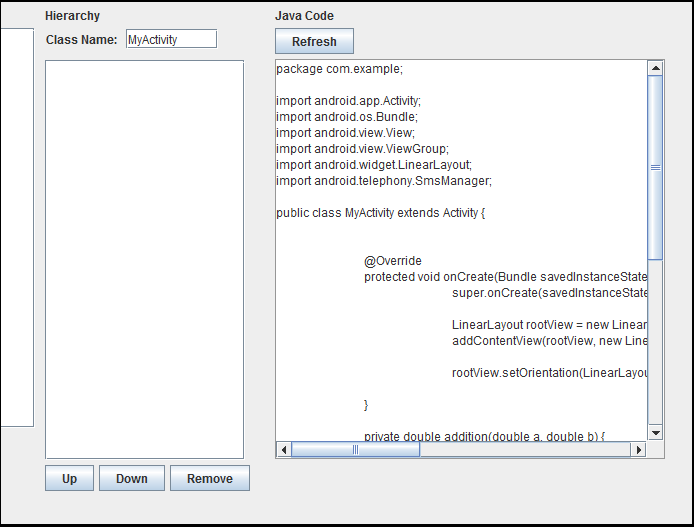 Hierarchy
Class Name: MyActivity
Up Down Remove
Java Code
Refresh
package com.example;
import android.app.Activity;
import android.os.Bundle;
import android.view.View;
import android.view.ViewGroup;
import android.widget.LinearLayout;
import android.telephony.SmsManager;
public class MyActivity extends Activity {
@Override
protected void onCreate(Bundle savedInstanceState
super.onCreate(savedInstanceState
LinearLayout rootView = new Linear
addContentView(rootView, new Line
rootView.setOrientation(LinearLayou
}
private double addition(double a, double b) {